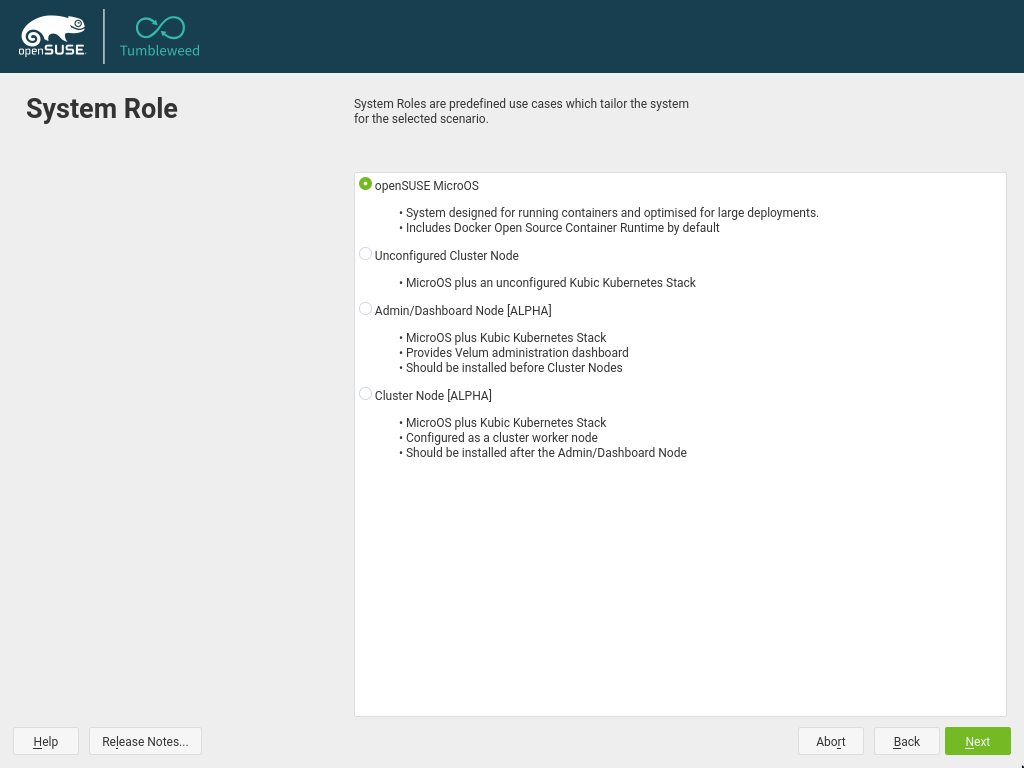 openSUSE.
Tumbleweed
System Role
System Roles are predefined use cases which tailor the system
for the selected scenario.
openSUSE MicroOS
• System designed for running containers and optimised for large deployments.
• Includes Docker Open Source Container Runtime by default
Unconfigured Cluster Node
• MicroOS plus an unconfigured Kubic Kubernetes Stack
Admin/Dashboard Node [ALPHA]
• MicroOS plus Kubic Kubernetes Stack
• Provides Velum administration dashboard
• Should be installed before Cluster Nodes
Cluster Node [ALPHA]
• MicroOS plus Kubic Kubernetes Stack
• Configured as a cluster worker node
• Should be installed after the Admin/Dashboard Node
Help
Release Notes...
Abort
Back
Next